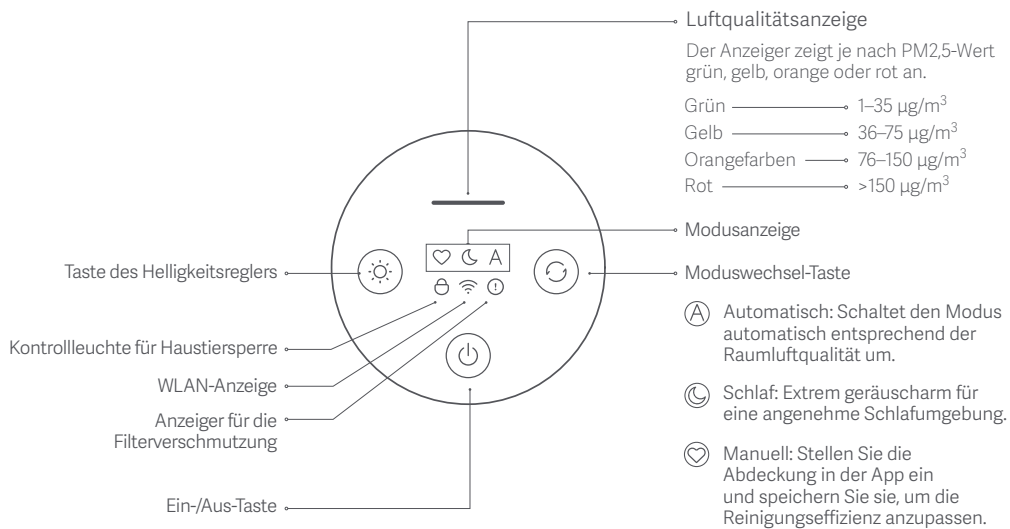 Luftqualitätsanzeige
Der Anzeiger zeigt je nach PM2,5-Wert
grün, gelb, orange oder rot an.
Grün 1–35 µg/m³
Gelb 36–75 µg/m³
Orangefarben 76–150 µg/m³
Rot >150 µg/m³
Modusanzeige
A
Taste des Helligkeitsreglers
Moduswechsel-Taste
A Automatisch: Schaltet den Modus
automatisch entsprechend der
Raumluftqualität um.
Kontrollleuchte für Haustiersperre
WLAN-Anzeige
Anzeiger für die
Filterverschmutzung
Ein-/Aus-Taste
Schlaf: Extrem geräuscharm für
eine angenehme Schlafumgebung.
Manuell: Stellen Sie die
Abdeckung in der App ein
und speichern Sie sie, um die
Reinigungseffizienz anzupassen.